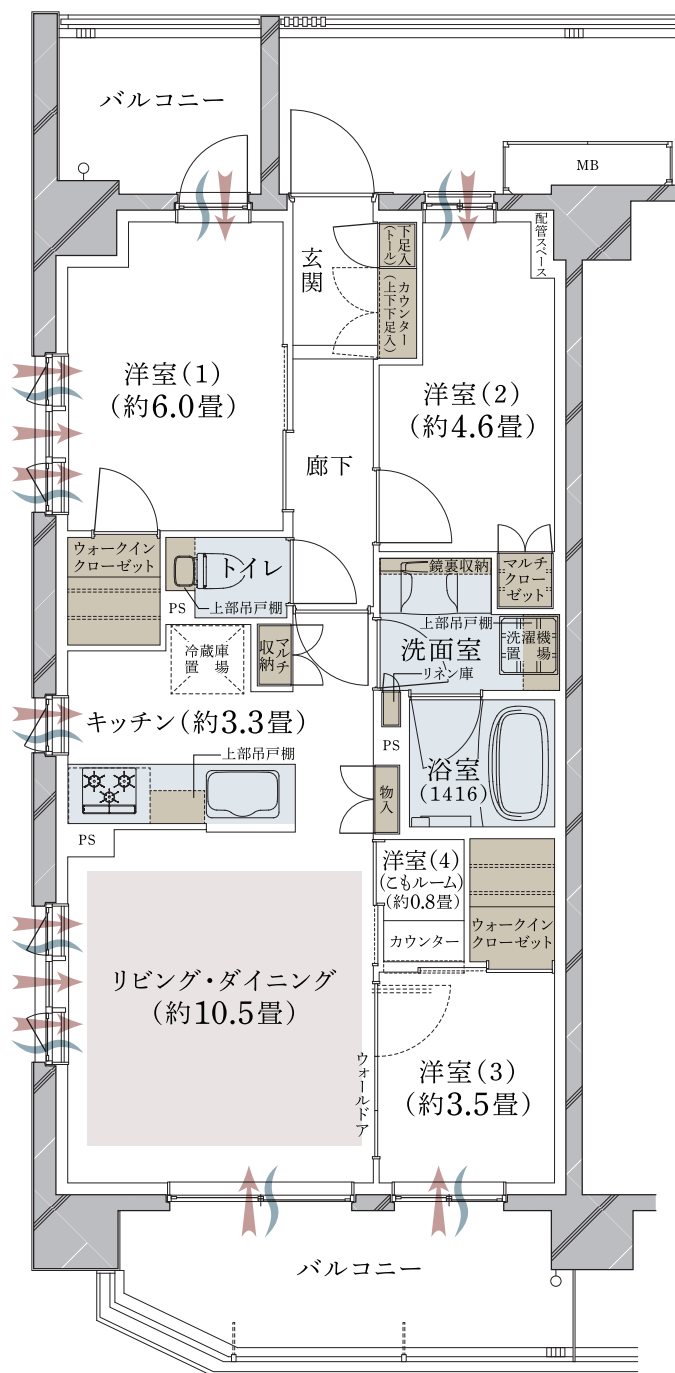 バルコニー
MB
配管スペース
下足入
(トール)
カウンター
(上下下足入)
玄関
洋室(1)
(約6.0畳)
洋室(2)
(約4.6畳)
廊下
ウォークイン
クローゼット
トイレ
PS
上部吊戸棚
鏡裏収納
マルチ
クロー
ゼット
上部吊戸棚
洗濯機
置場
洗面室
リネン庫
冷蔵庫
置場
マルチ
収納
キッチン(約3.3畳)
上部吊戸棚
PS
浴室
(1416)
物入
PS
洋室(4)
(こもルーム)
(約0.8畳)
カウンター
ウォークイン
クローゼット
リビング・ダイニング
(約10.5畳)
ウォールドア
洋室(3)
(約3.5畳)
バルコニー